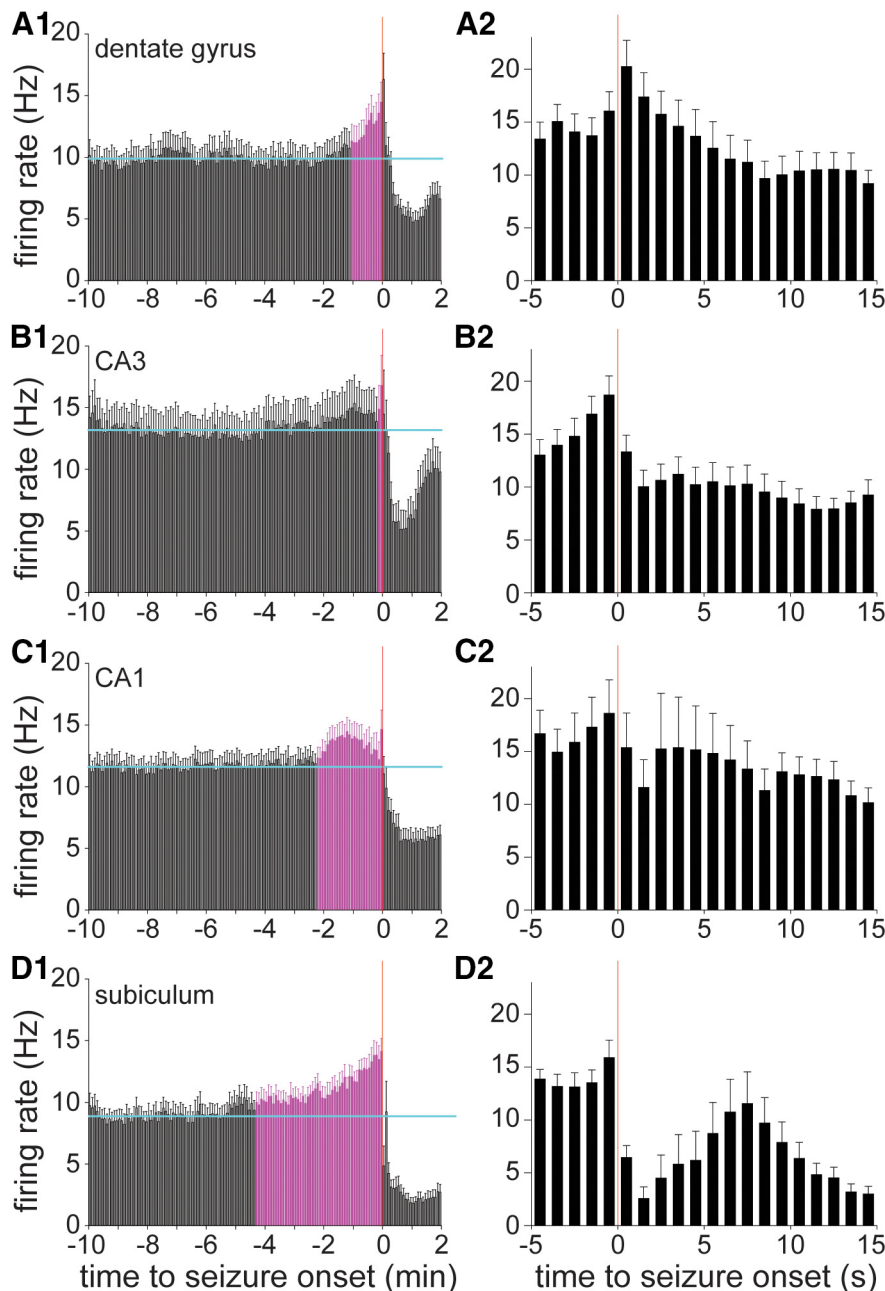 A1
dentate gyrus
firing rate (Hz)
20
15
10
5
0
-10 -8 -6 -4 -2 0 2
A2
20
15
10
5
0
-5 0 5 10 15
B1
CA3
firing rate (Hz)
20
15
10
5
0
-10 -8 -6 -4 -2 0 2
B2
20
15
10
5
0
-5 0 5 10 15
C1
CA1
firing rate (Hz)
20
15
10
5
0
-10 -8 -6 -4 -2 0 2
C2
20
15
10
5
0
-5 0 5 10 15
D1
subiculum
firing rate (Hz)
20
15
10
5
0
-10 -8 -6 -4 -2 0 2
time to seizure onset (min)
D2
20
15
10
5
0
-5 0 5 10 15
time to seizure onset (s)